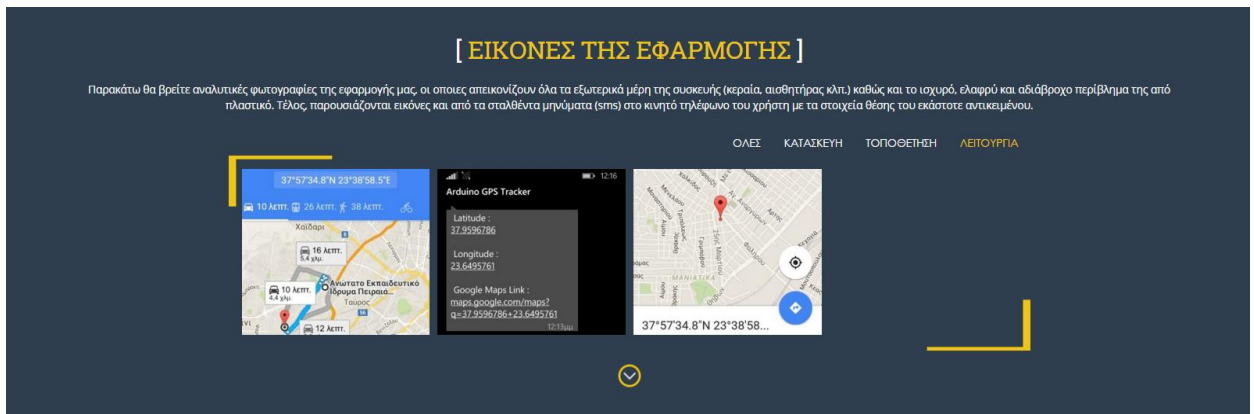 [ ΕΙΚΟΝΕΣ ΤΗΣ ΕΦΑΡΜΟΓΗΣ ]
Παρακάτω θα βρείτε αναλυτικές φωτογραφίες της εφαρμογής μας, οι οποιες απεικονίζουν όλα τα εξωτερικά μέρη της συσκευής (κεραία, αισθητήρας κλπ.) καθώς και το ισχυρό, ελαφρύ και αδιάβροχο περίβλημα της από
πλαστικό. Τέλος, παρουσιάζονται εικόνες και από τα σταλθέντα μηνύματα (sms) στο κινητό τηλέφωνο του χρήστη με τα στοιχεία θέσης του εκάστοτε αντικειμένου.
ΟΛΕΣ ΚΑΤΑΣΚΕΥΗ ΤΟΠΟΘΕΤΗΣΗ ΛΕΙΤΟΥΡΓΙΑ
37°57'34.8"N 23°38'58.5"E
10 λεπτ. 26 λεπτ. 38 λεπτ.
Χαϊδάρι
16 λεπτ.
5,4 χλμ.
Ανώτατο Εκπαιδευτικό
Ίδρυμα Πειραιά...
10 λεπτ.
4,4 χλμ.
Ταύρος
12 λεπτ.
12:16
Arduino GPS Tracker
Latitude :
37.9596786
Longitude :
23.6495761
Google Maps Link :
maps.google.com/maps?
q=37.9596786+23.6495761
12:13μμ
Αγ. Αναργύρων
25ης Μαρτίου
ΜΑΝΙΑΤΙΚΑ
37°57'34.8"N 23°38'58...